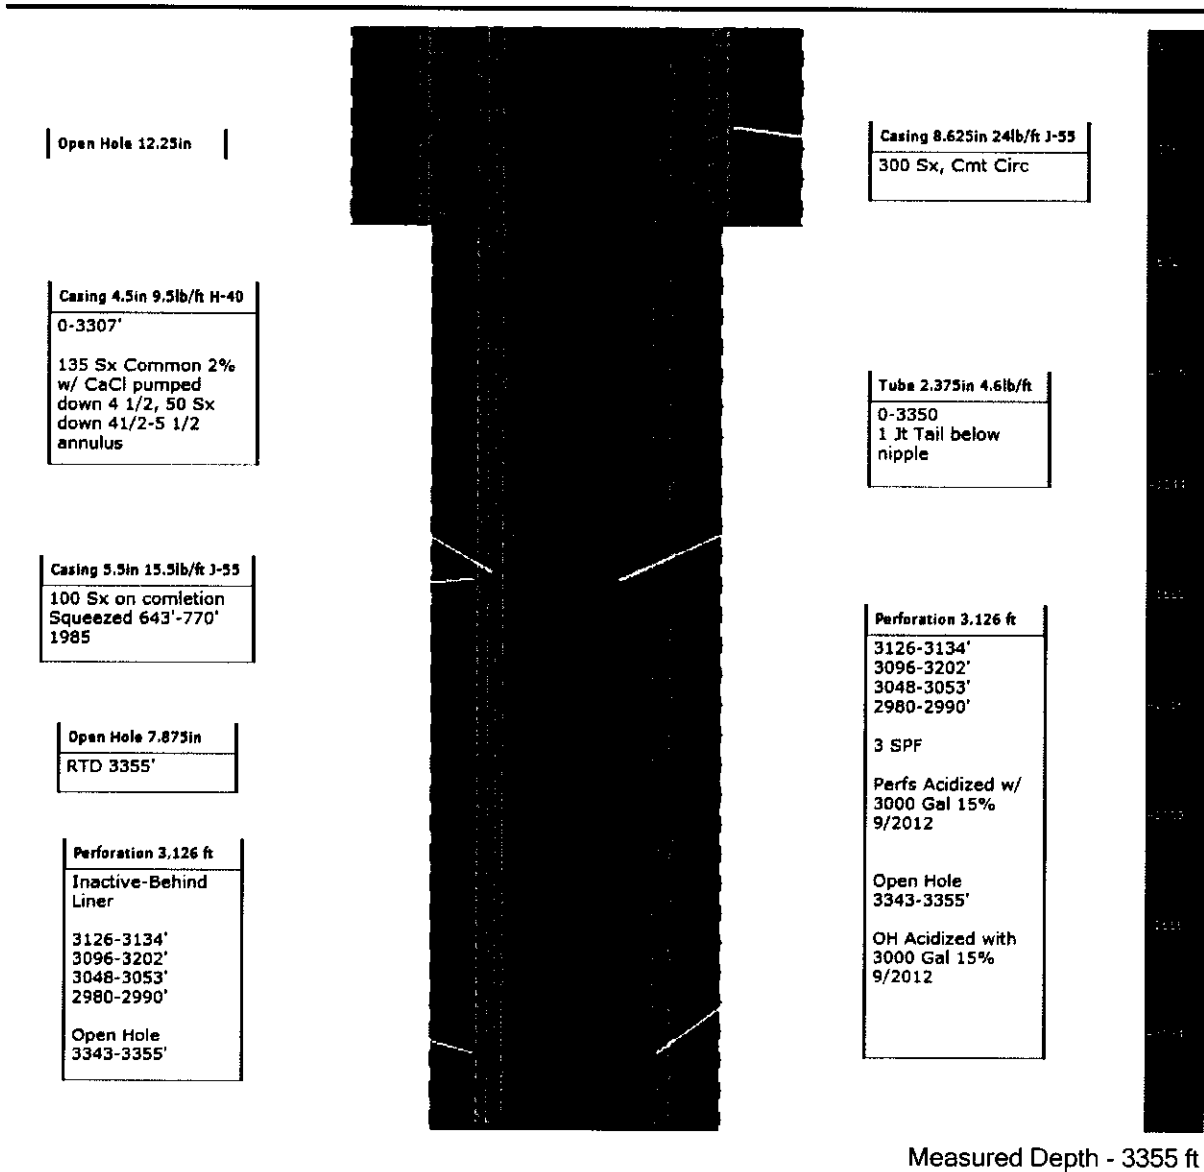 Open Hole 12.25in
Casing 4.5in 9.5lb/ft H-40
0-3307'
135 Sx Common 2%
w/ CaCl pumped
down 4 1/2, 50 Sx
down 41/2-5 1/2
annulus
Casing 5.5in 15.5lb/ft J-55
100 Sx on comletion
Squeezed 643'-770'
1985
Open Hole 7.875in
RTD 3355'
Perforation 3,126 ft
Inactive-Behind
Liner
3126-3134'
3096-3202'
3048-3053'
2980-2990'
Open Hole
3343-3355'
Casing 8.625in 24lb/ft J-55
300 Sx, Cmt Circ
Tube 2.375in 4.6lb/ft
0-3350
1 Jt Tail below
nipple
Perforation 3,126 ft
3126-3134'
3096-3202'
3048-3053'
2980-2990'
3 SPF
Perfs Acidized w/
3000 Gal 15%
9/2012
Open Hole
3343-3355'
OH Acidized with
3000 Gal 15%
9/2012
Measured Depth - 3355 ft